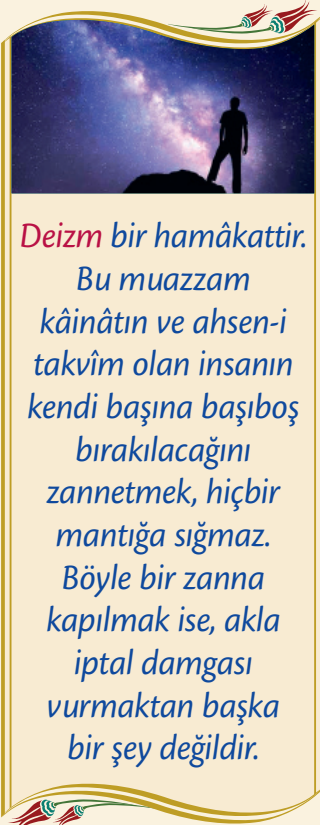 Deizm bir hamâkattir.
Bu muazzam
kâinâtın ve ahsen-i
takvîm olan insanın
kendi başına başıboş
bırakılacağını
zannetmek, hiçbir
mantığa sığmaz.
Böyle bir zanna
kapılmak ise, akla
iptal damgası
vurmaktan başka
bir şey değildir.